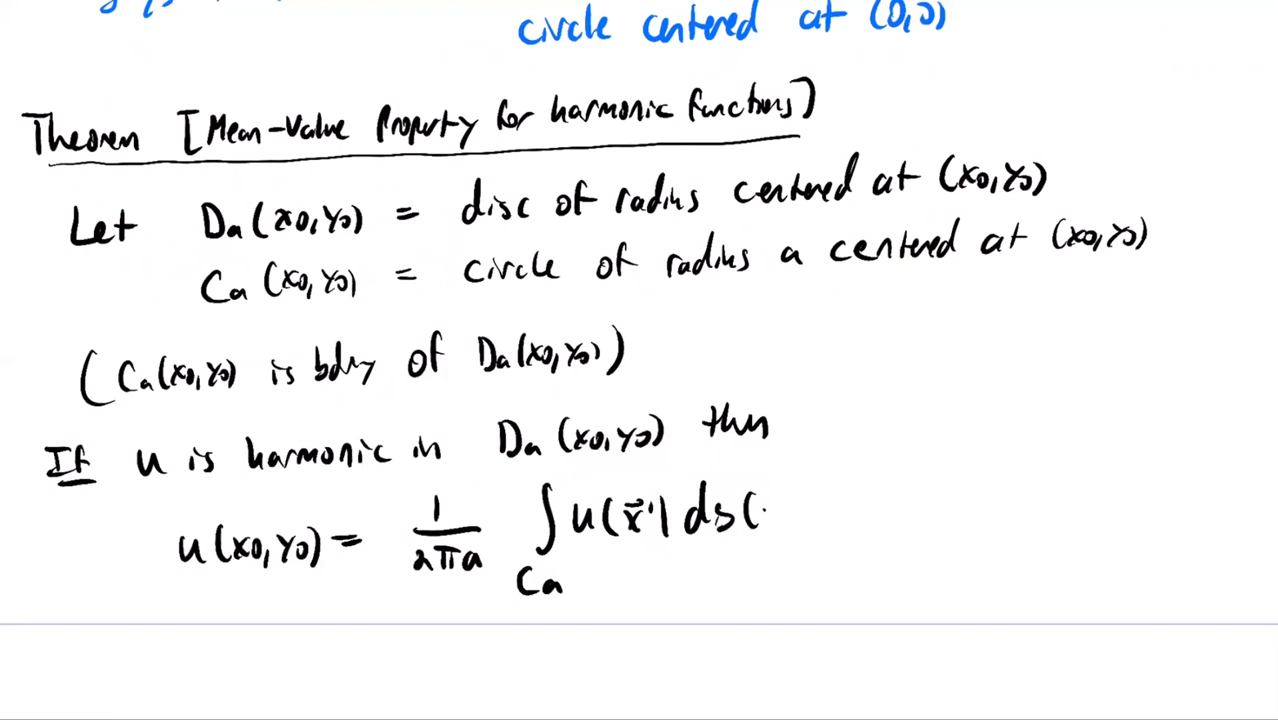 circle centered at (0,0)
Theorem [Mean-Value Property for harmonic functions]
Let Da(x0,y0) = disc of radius centered at (x0,y0)
Ca(x0,y0) = circle of radius a centered at (x0,y0)
(Ca(x0,y0) is bdry of Da(x0,y0))
If u is harmonic in Da(x0,y0) then
u(x0,y0) = 1/2πa ∫Ca u(x⃗') ds(